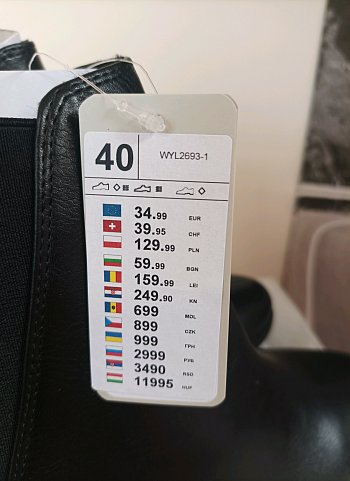 40 WYL2693-1
34.99 EUR
39.95 CHF
129.99 PLN
59.99 BGN
159.99 LEI
249.90 KN
699 MDL
899 CZK
999 ГРН
2999 РУБ
3490 RSD
11995 HUF